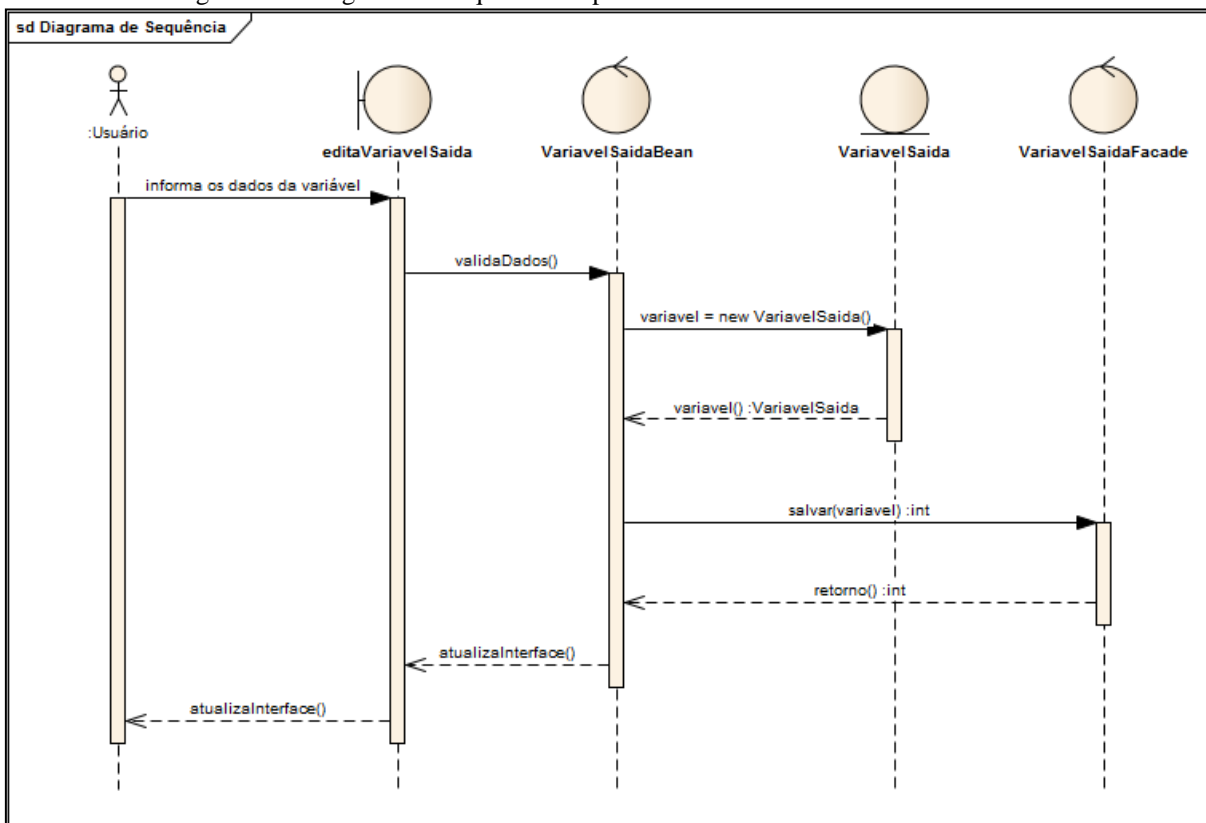 sd Diagrama de Sequência
:Usuário
editaVariavelSaida
VariavelSaidaBean
VariavelSaida
VariavelSaidaFacade
informa os dados da variável
validaDados()
variavel = new VariavelSaida()
variavel() :VariavelSaida
salvar(variavel) :int
retorno() :int
atualizaInterface()
atualizaInterface()